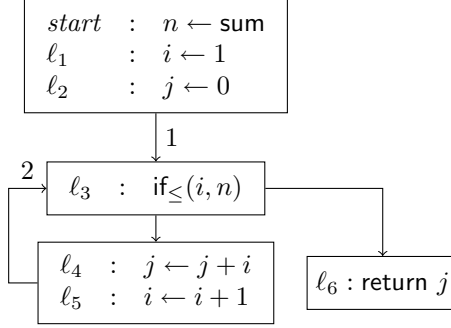 start : n ← sum
ℓ₁ : i ← 1
ℓ₂ : j ← 0
1
2
ℓ₃ : if≤(i, n)
ℓ₄ : j ← j + i
ℓ₅ : i ← i + 1
ℓ₆ : return j